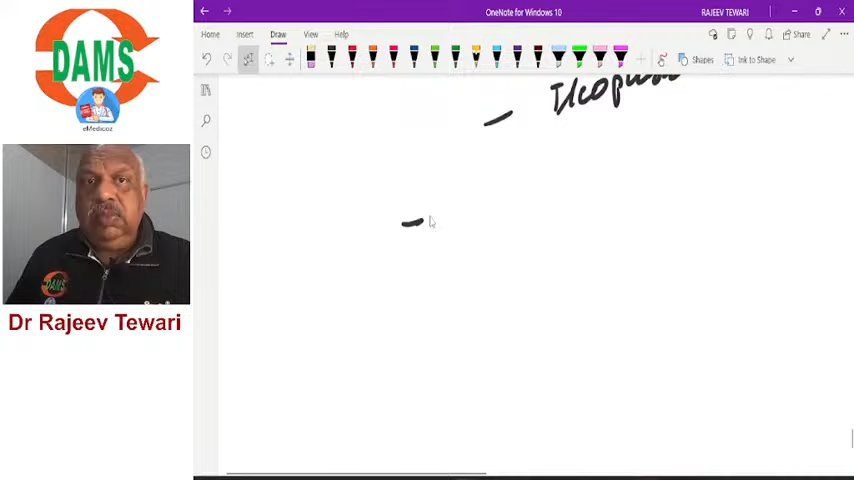 OneNote for Windows 10
RAJEEV TEWARI
Home Insert Draw View Help
Share
Shapes
Ink to Shape
DAMS
eMedicoz
DAMS
Dr Rajeev Tewari